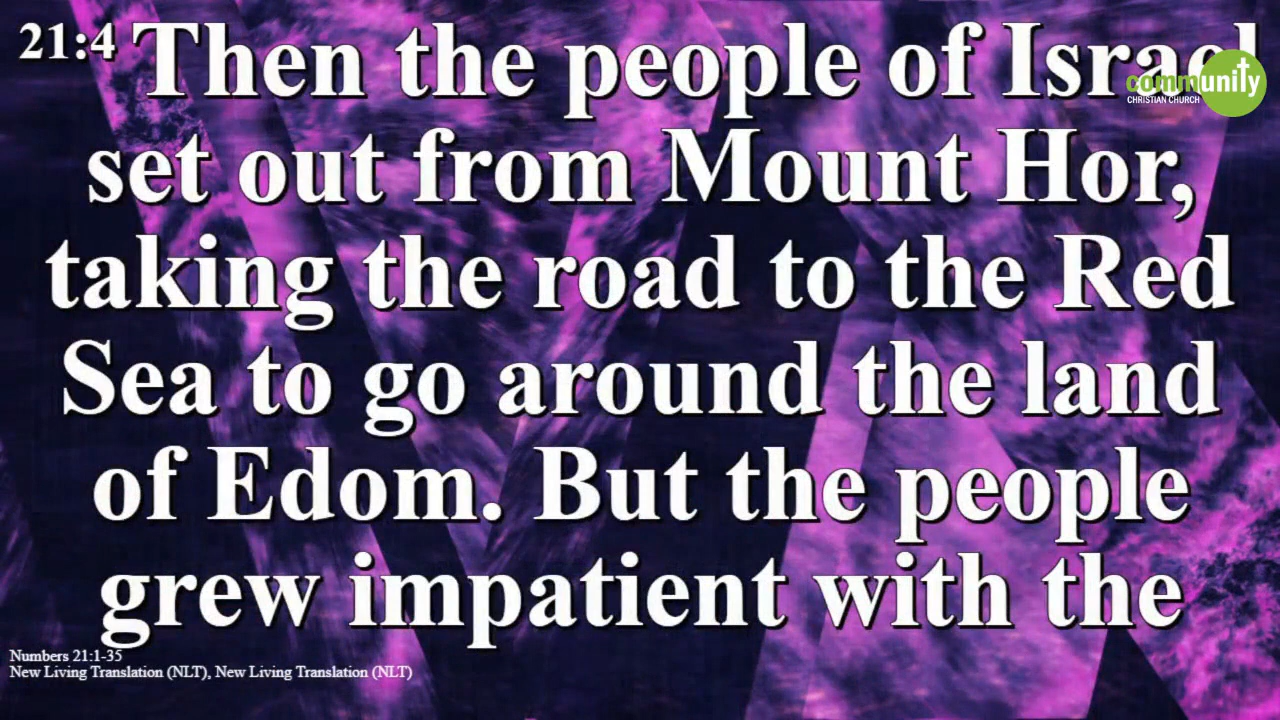 21:4 Then the people of Israel
set out from Mount Hor,
taking the road to the Red
Sea to go around the land
of Edom. But the people
grew impatient with the
community
CHRISTIAN CHURCH
Numbers 21:1-35
New Living Translation (NLT), New Living Translation (NLT)